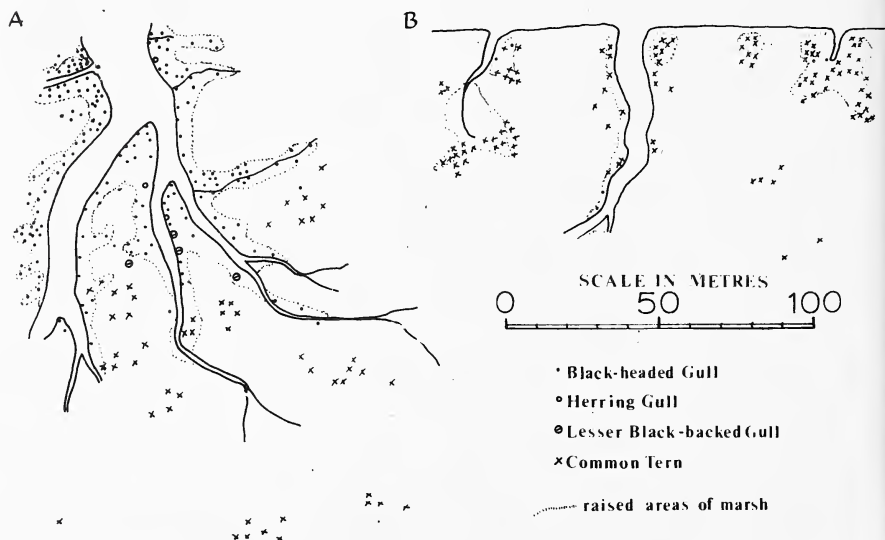 A
B
SCALE IN METRES
0 50 100
Black-headed Gull
Herring Gull
Lesser Black-backed Gull
Common Tern
raised areas of marsh